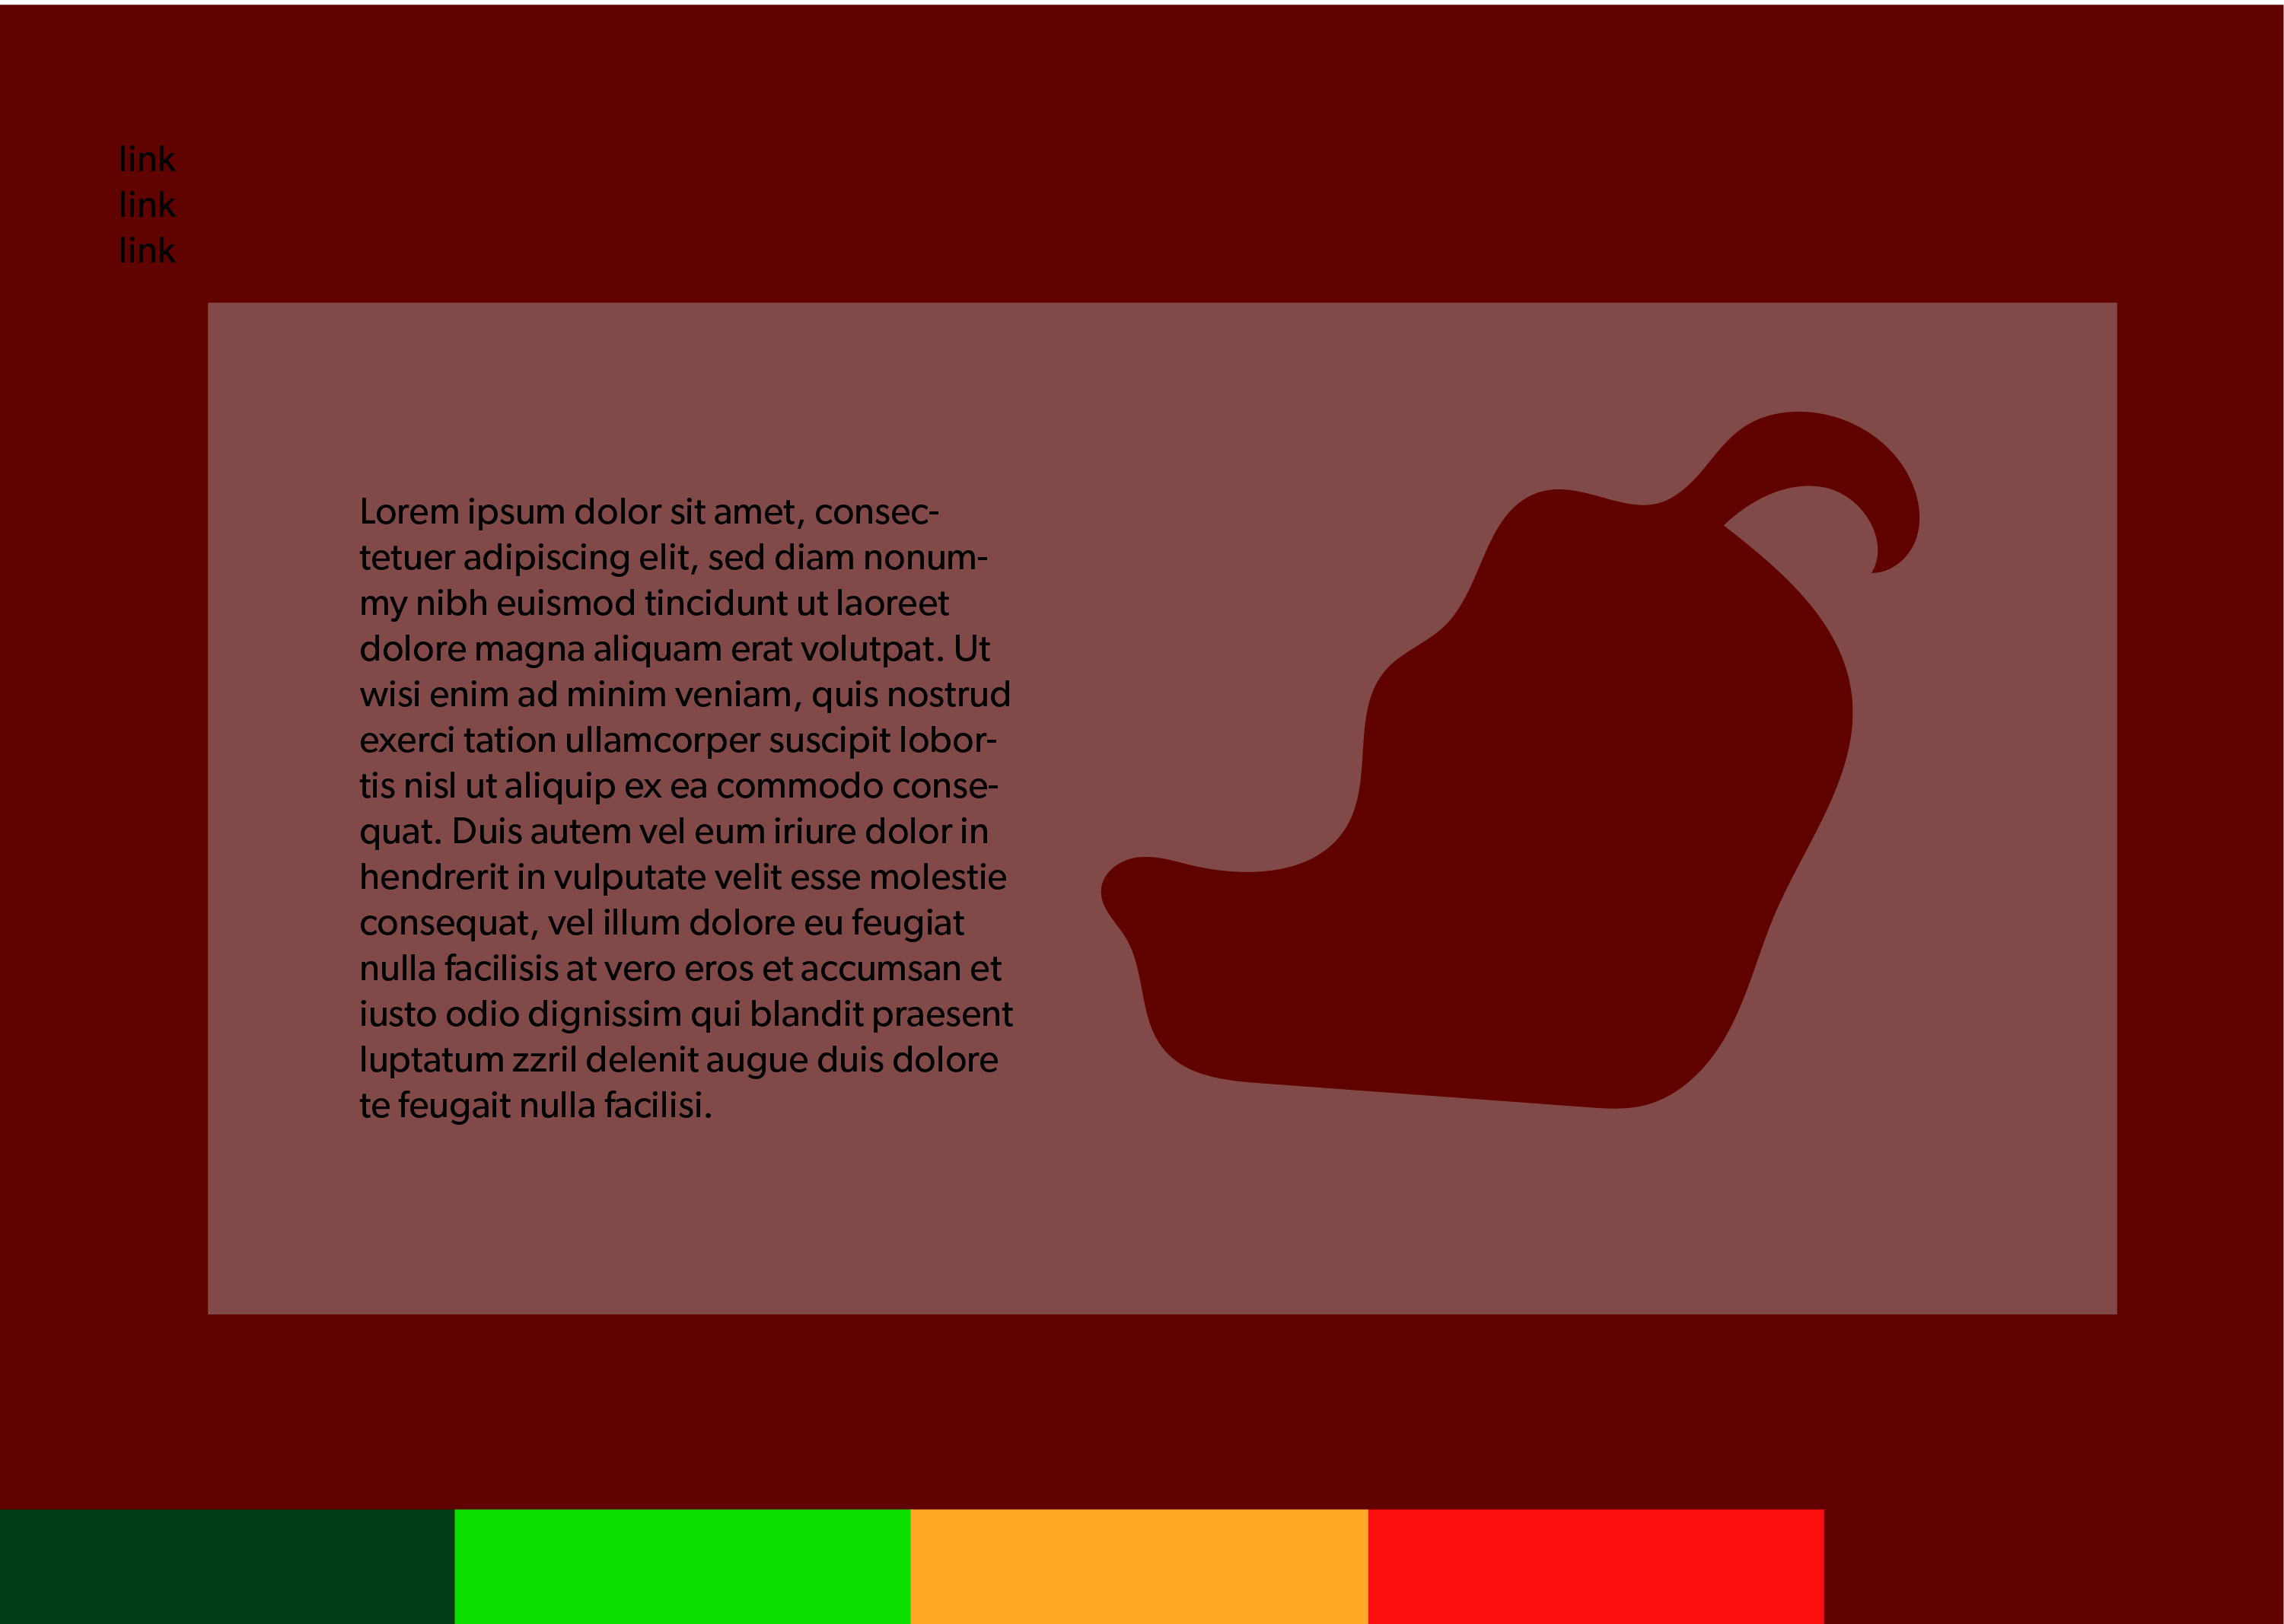 link
link
link
Lorem ipsum dolor sit amet, consec-
tetuer adipiscing elit, sed diam nonum-
my nibh euismod tincidunt ut laoreet
dolore magna aliquam erat volutpat. Ut
wisi enim ad minim veniam, quis nostrud
exerci tation ullamcorper suscipit lobor-
tis nisl ut aliquip ex ea commodo conse-
quat. Duis autem vel eum iriure dolor in
hendrerit in vulputate velit esse molestie
consequat, vel illum dolore eu feugiat
nulla facilisis at vero eros et accumsan et
iusto odio dignissim qui blandit praesent
luptatum zzril delenit augue duis dolore
te feugait nulla facilisi.